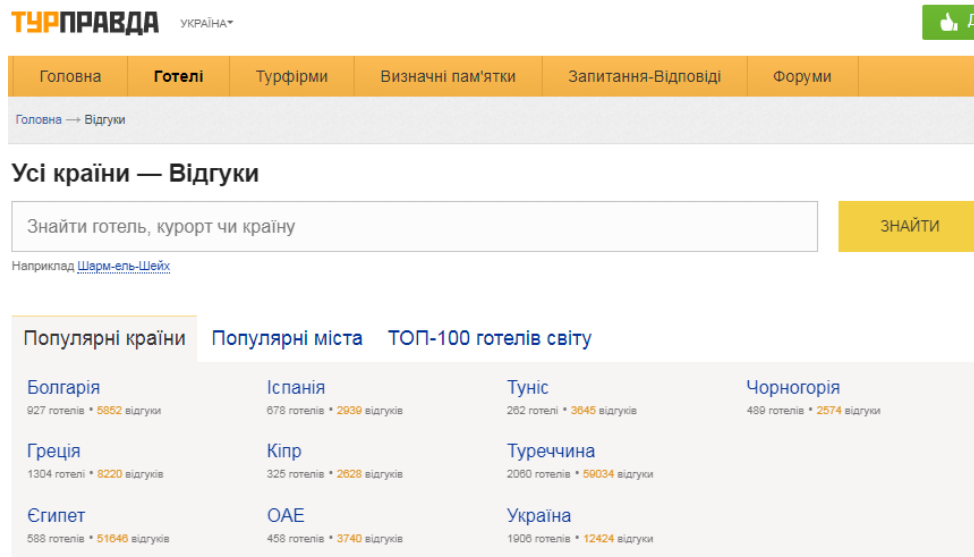 ТУРПРАВДА УКРАЇНА
Головна Готелі Турфірми Визначні пам'ятки Запитання-Відповіді Форуми
Головна → Відгуки
Усі країни — Відгуки
Знайти готель, курорт чи країну ЗНАЙТИ
Наприклад Шарм-ель-Шейх
Популярні країни Популярні міста ТОП-100 готелів світу
Болгарія Іспанія Туніс Чорногорія
927 готелів • 5852 відгуки 678 готелів • 2939 відгуків 262 готелі • 3645 відгуків 489 готелів • 2574 відгуки
Греція Кіпр Туреччина
1304 готелі • 8220 відгуків 325 готелів • 2628 відгуків 2060 готелів • 59034 відгуки
Єгипет ОАЕ Україна
588 готелів • 51646 відгуків 458 готелів • 3740 відгуків 1906 готелів • 12424 відгуки